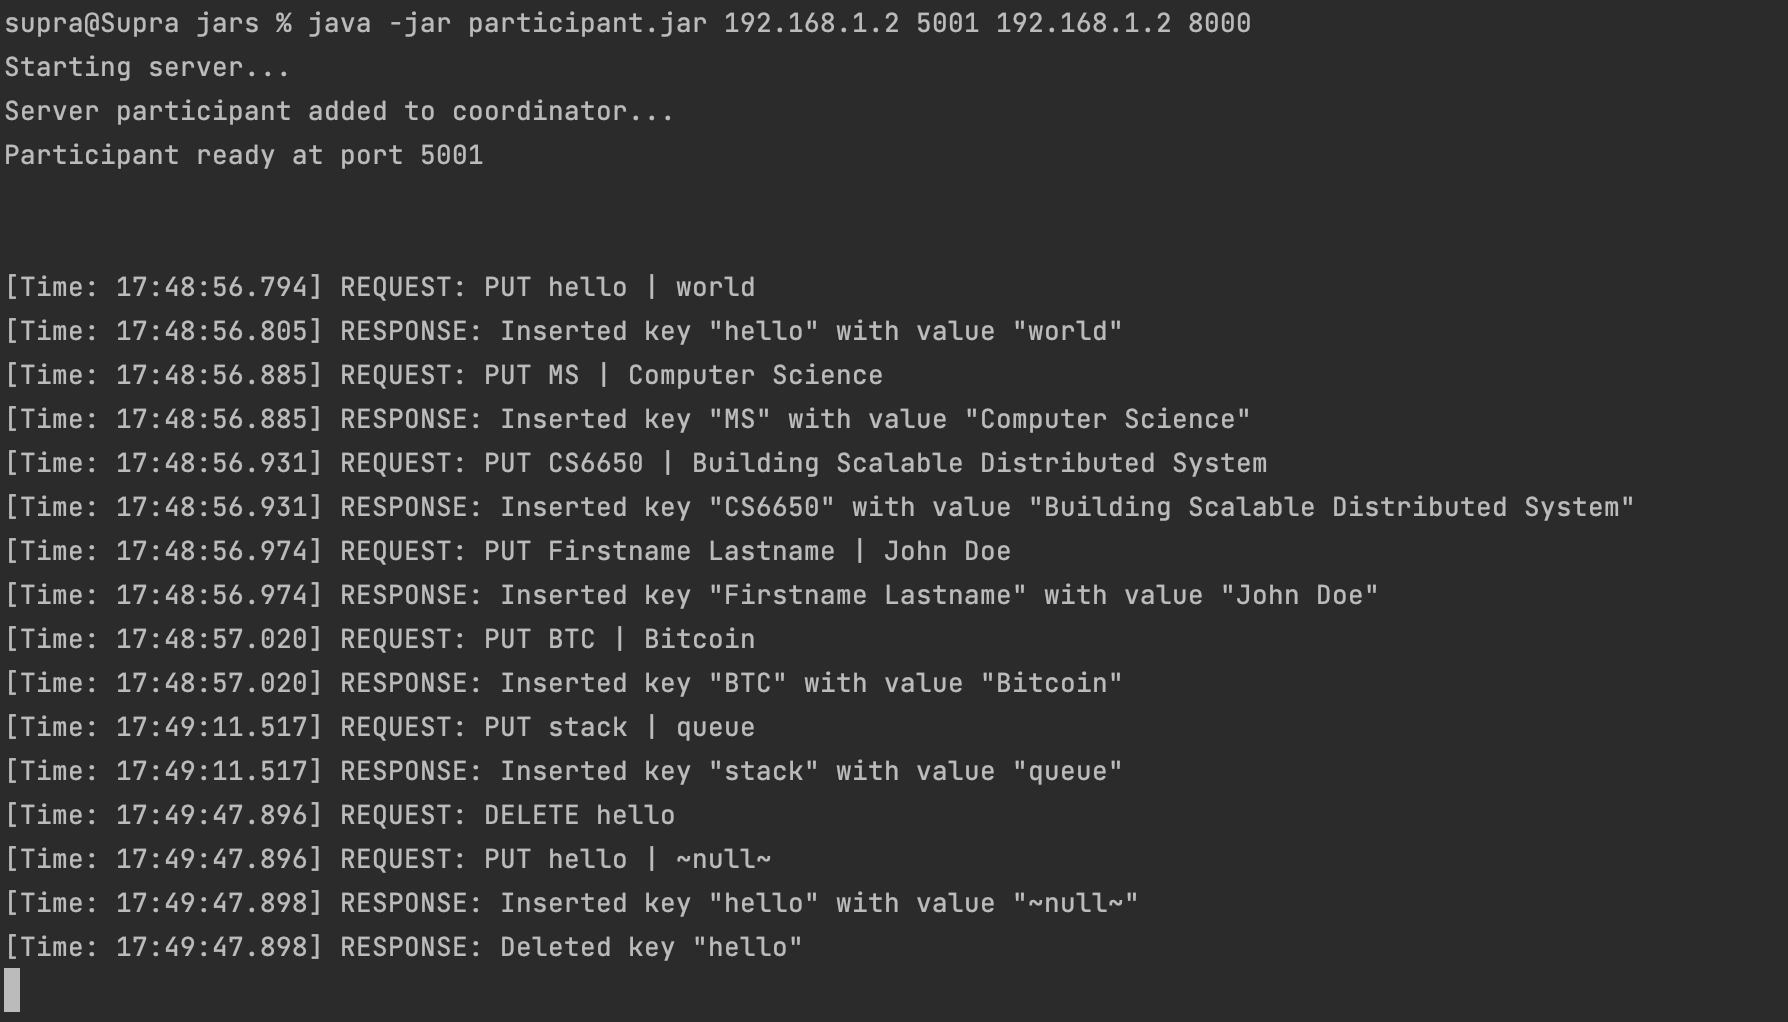 supra@Supra jars % java -jar participant.jar 192.168.1.2 5001 192.168.1.2 8000
Starting server...
Server participant added to coordinator...
Participant ready at port 5001
[Time: 17:48:56.794] REQUEST: PUT hello | world
[Time: 17:48:56.805] RESPONSE: Inserted key "hello" with value "world"
[Time: 17:48:56.885] REQUEST: PUT MS | Computer Science
[Time: 17:48:56.885] RESPONSE: Inserted key "MS" with value "Computer Science"
[Time: 17:48:56.931] REQUEST: PUT CS6650 | Building Scalable Distributed System
[Time: 17:48:56.931] RESPONSE: Inserted key "CS6650" with value "Building Scalable Distributed System"
[Time: 17:48:56.974] REQUEST: PUT Firstname Lastname | John Doe
[Time: 17:48:56.974] RESPONSE: Inserted key "Firstname Lastname" with value "John Doe"
[Time: 17:48:57.020] REQUEST: PUT BTC | Bitcoin
[Time: 17:48:57.020] RESPONSE: Inserted key "BTC" with value "Bitcoin"
[Time: 17:49:11.517] REQUEST: PUT stack | queue
[Time: 17:49:11.517] RESPONSE: Inserted key "stack" with value "queue"
[Time: 17:49:47.896] REQUEST: DELETE hello
[Time: 17:49:47.896] REQUEST: PUT hello | ~null~
[Time: 17:49:47.898] RESPONSE: Inserted key "hello" with value "~null~"
[Time: 17:49:47.898] RESPONSE: Deleted key "hello"